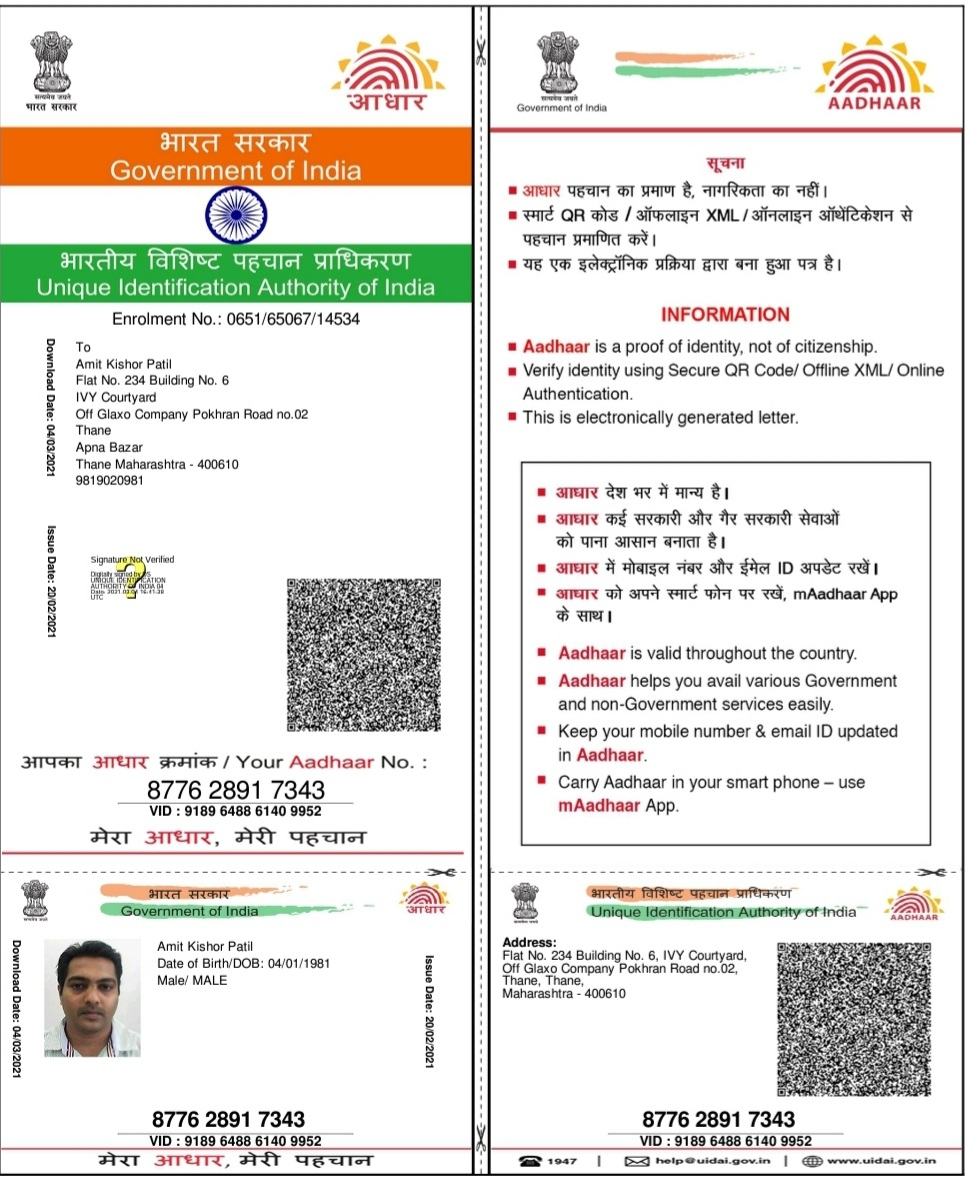 सत्यमेव जयते
भारत सरकार
आधार
भारत सरकार
Government of India
भारतीय विशिष्ट पहचान प्राधिकरण
Unique Identification Authority of India
Enrolment No.: 0651/65067/14534
Download Date: 04/03/2021
To
Amit Kishor Patil
Flat No. 234 Building No. 6
IVY Courtyard
Off Glaxo Company Pokhran Road no.02
Thane
Apna Bazar
Thane Maharashtra - 400610
9819020981
Issue Date: 20/02/2021
Signature Not Verified
Digitally signed by DS
UNIQUE IDENTIFICATION
AUTHORITY OF INDIA 04
UTC
आपका आधार क्रमांक / Your Aadhaar No. :
8776 2891 7343
VID : 9189 6488 6140 9952
मेरा आधार, मेरी पहचान
सत्यमेव जयते
Government of India
AADHAAR
सूचना
आधार पहचान का प्रमाण है, नागरिकता का नहीं।
स्मार्ट QR कोड / ऑफलाइन XML / ऑनलाइन ऑथेंटिकेशन से
पहचान प्रमाणित करें।
यह एक इलेक्ट्रॉनिक प्रक्रिया द्वारा बना हुआ पत्र है।
INFORMATION
Aadhaar is a proof of identity, not of citizenship.
Verify identity using Secure QR Code/ Offline XML/ Online
Authentication.
This is electronically generated letter.
आधार देश भर में मान्य है।
आधार कई सरकारी और गैर सरकारी सेवाओं
को पाना आसान बनाता है।
आधार में मोबाइल नंबर और ईमेल ID अपडेट रखें।
आधार को अपने स्मार्ट फोन पर रखें, mAadhaar App
के साथ।
Aadhaar is valid throughout the country.
Aadhaar helps you avail various Government
and non-Government services easily.
Keep your mobile number & email ID updated
in Aadhaar.
Carry Aadhaar in your smart phone – use
mAadhaar App.
भारत सरकार
Government of India
आधार
Download Date: 04/03/2021
Amit Kishor Patil
Date of Birth/DOB: 04/01/1981
Male/ MALE
Issue Date: 20/02/2021
8776 2891 7343
VID : 9189 6488 6140 9952
मेरा आधार, मेरी पहचान
भारतीय विशिष्ट पहचान प्राधिकरण
Unique Identification Authority of India
AADHAAR
Address:
Flat No. 234 Building No. 6, IVY Courtyard,
Off Glaxo Company Pokhran Road no.02,
Thane, Thane,
Maharashtra - 400610
8776 2891 7343
VID : 9189 6488 6140 9952
1947 | help@uidai.gov.in | www.uidai.gov.in